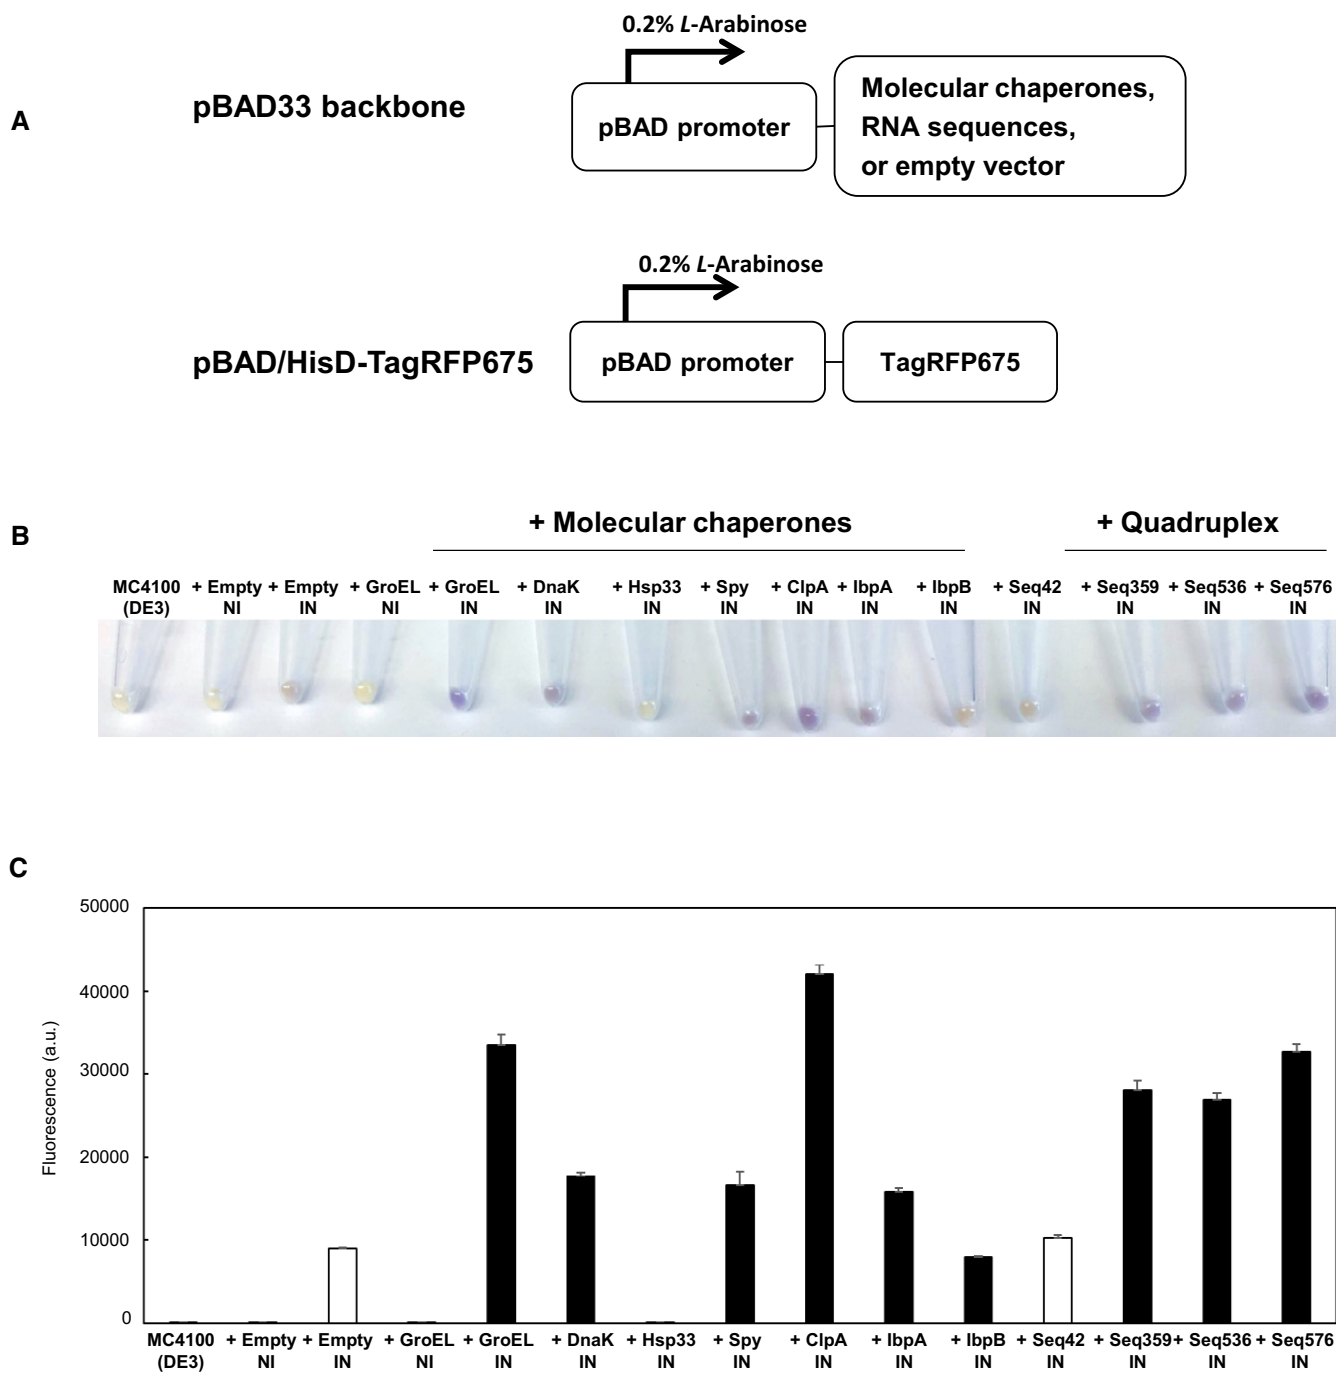 A
pBAD33 backbone
0.2% L-Arabinose
pBAD promoter
Molecular chaperones,
RNA sequences,
or empty vector
pBAD/HisD-TagRFP675
0.2% L-Arabinose
pBAD promoter
TagRFP675
B
+ Molecular chaperones
+ Quadruplex
MC4100 + Empty + Empty + GroEL + GroEL + DnaK + Hsp33 + Spy + ClpA + IbpA + IbpB + Seq42 + Seq359 + Seq536 + Seq576
(DE3) NI IN NI IN IN IN IN IN IN IN IN IN IN IN
C
Fluorescence (a.u.)
50000
40000
30000
20000
10000
0
MC4100 + Empty + Empty + GroEL + GroEL + DnaK + Hsp33 + Spy + ClpA + IbpA + IbpB + Seq42 + Seq359 + Seq536 + Seq576
(DE3) NI IN NI IN IN IN IN IN IN IN IN IN IN IN